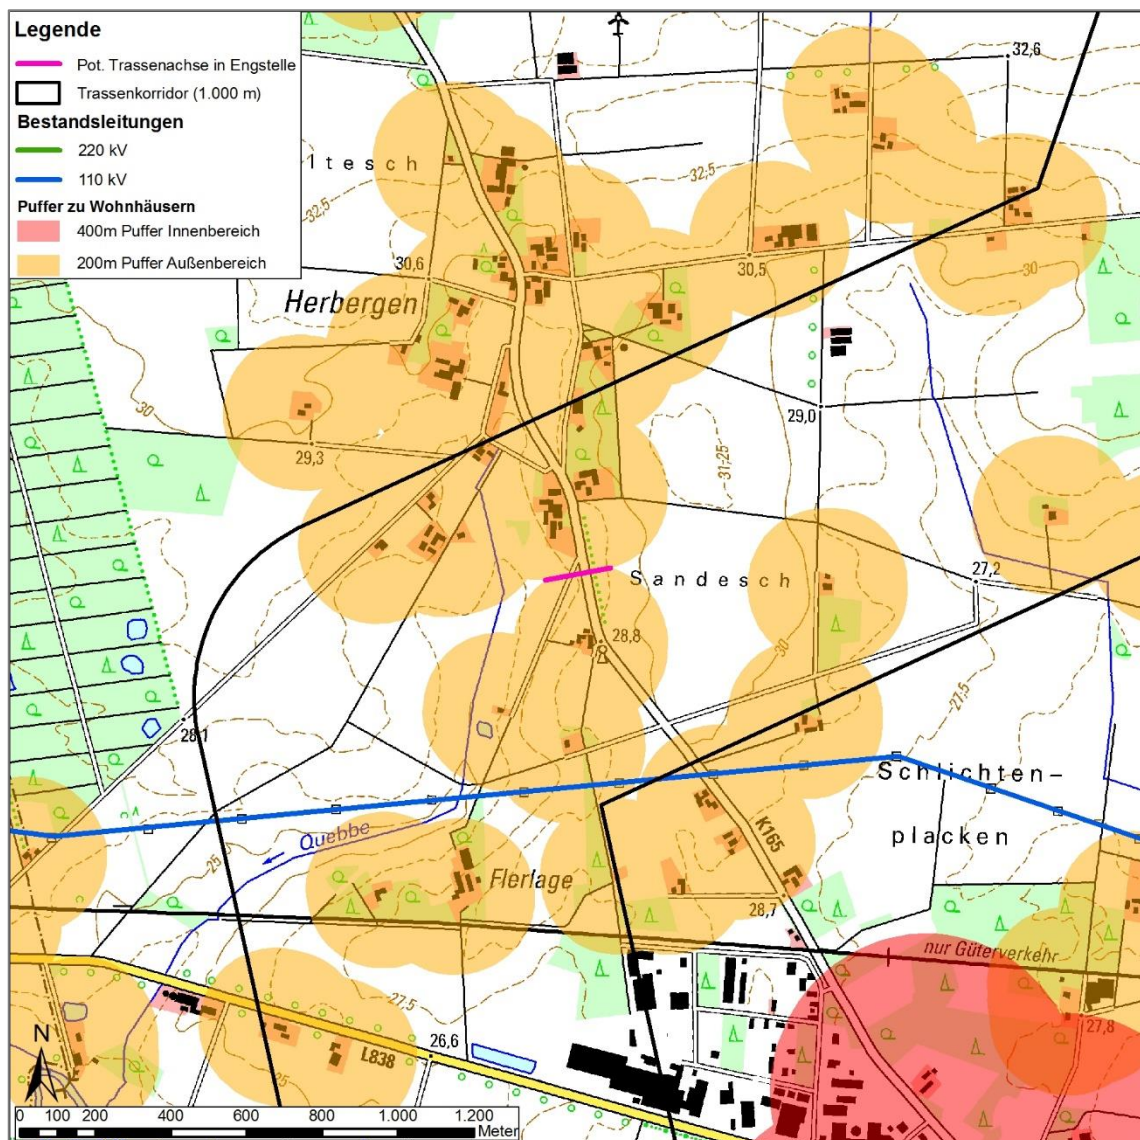 Legende
Pot. Trassenachse in Engstelle
Trassenkorridor (1.000 m)
Bestandsleitungen
220 kV
110 kV
Puffer zu Wohnhäusern
400m Puffer Innenbereich
200m Puffer Außenbereich
32,6
ltesch
32,5
32,5
30,6
30,5
30
Herbergen
29,0
30
29,3
31,25
Sandesch
27,2
28,8
30
27,5
28,1
Schlichten-
placken
Quebbe
K165
25
Flerlage
28,7
nur Güterverkehr
27,5
27,8
26,6
L838
25
N
0 100 200 400 600 800 1.000 1.200
Meter